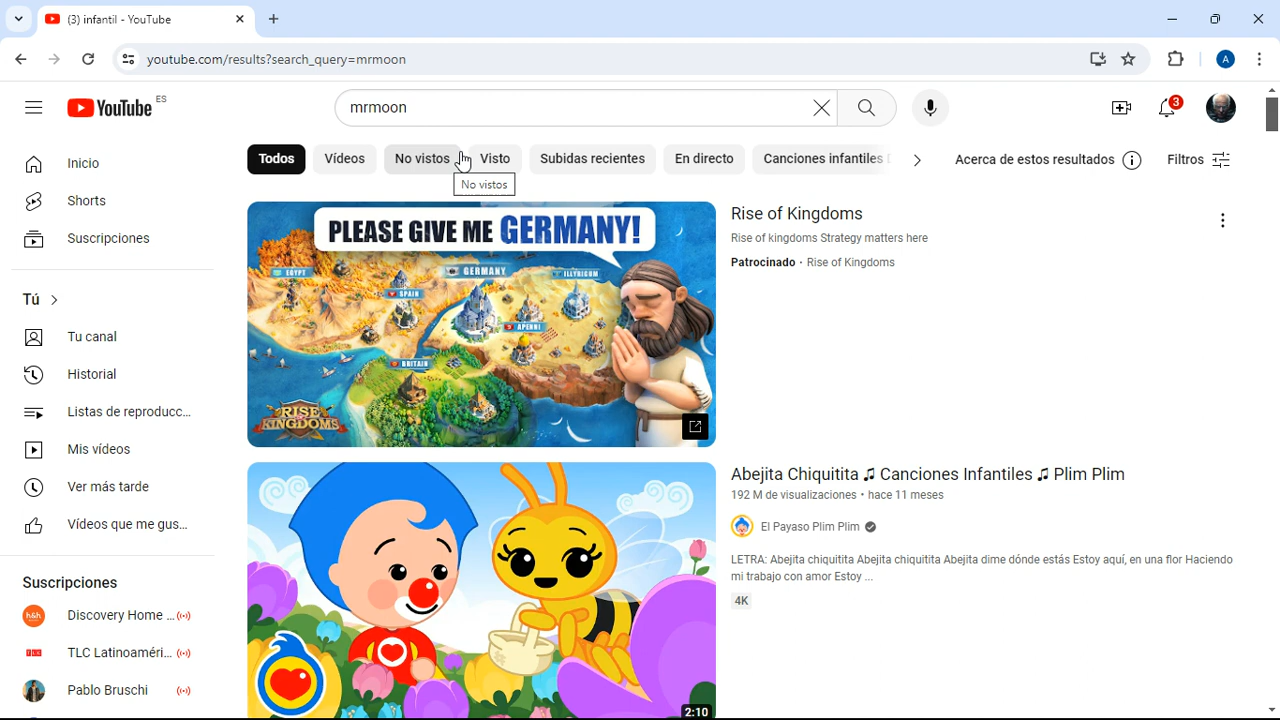 (3) infantil - YouTube
youtube.com/results?search_query=mrmoon
A
YouTube ES
mrmoon
3
Todos
Vídeos
No vistos
Visto
Subidas recientes
En directo
Canciones infantiles
Acerca de estos resultados
Filtros
No vistos
Inicio
Shorts
Suscripciones
Tú
Tu canal
Historial
Listas de reproducc...
Mis vídeos
Ver más tarde
Vídeos que me gus...
Suscripciones
h&h
Discovery Home ...
TLC
TLC Latinoaméri...
Pablo Bruschi
PLEASE GIVE ME GERMANY!
EGYPT
GERMANY
ILLYRICUM
SPAIN
APENNI
BRITAIN
RISE OF KINGDOMS
Rise of Kingdoms
Rise of kingdoms Strategy matters here
Patrocinado · Rise of Kingdoms
2:10
Abejita Chiquitita ♫ Canciones Infantiles ♫ Plim Plim
192 M de visualizaciones • hace 11 meses
El Payaso Plim Plim
LETRA: Abejita chiquitita Abejita chiquitita Abejita dime dónde estás Estoy aquí, en una flor Haciendo
mi trabajo con amor Estoy ...
4K